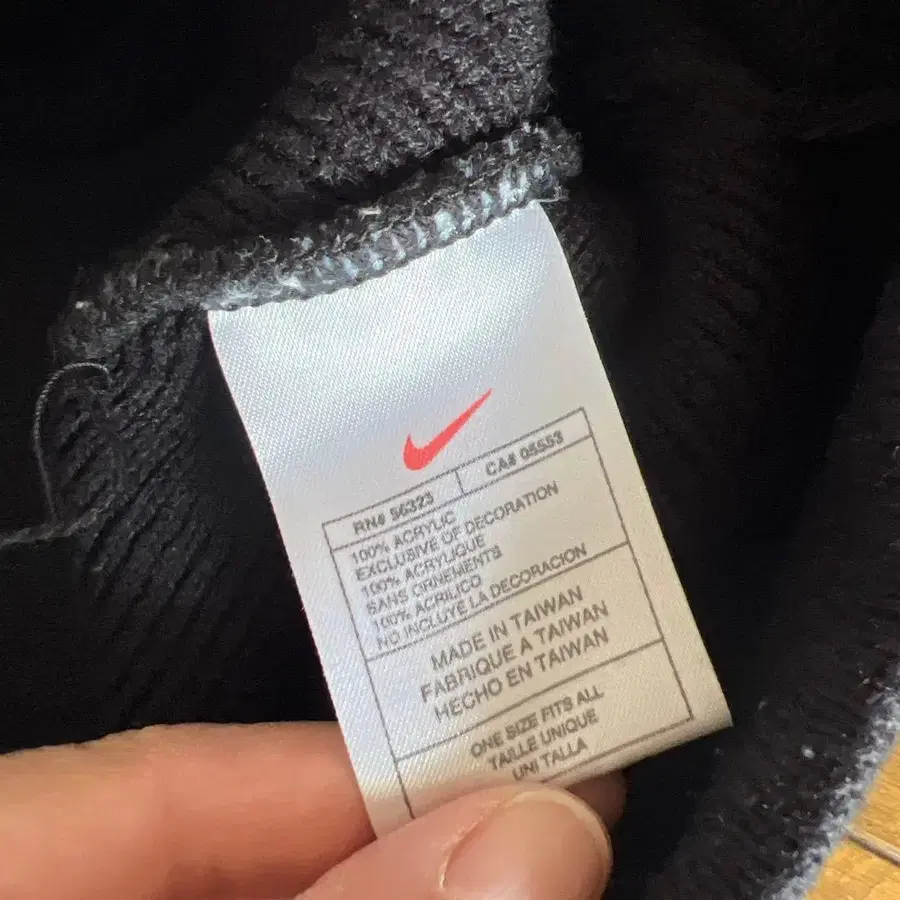 RN# 56323 CA# 05553
100% ACRYLIC
EXCLUSIVE OF DECORATION
100% ACRYLIQUE
SANS ORNEMENTS
100% ACRILICO
NO INCLUYE LA DECORACION
MADE IN TAIWAN
FABRIQUE A TAIWAN
HECHO EN TAIWAN
ONE SIZE FITS ALL
TAILLE UNIQUE
UNI TALLA